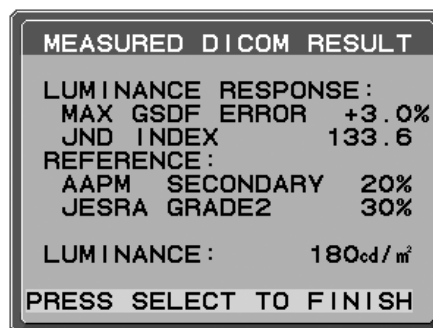 MEASURED DICOM RESULT
LUMINANCE RESPONSE:
MAX GSDF ERROR +3.0%
JND INDEX 133.6
REFERENCE:
AAPM SECONDARY 20%
JESRA GRADE2 30%
LUMINANCE: 180cd/㎡
PRESS SELECT TO FINISH